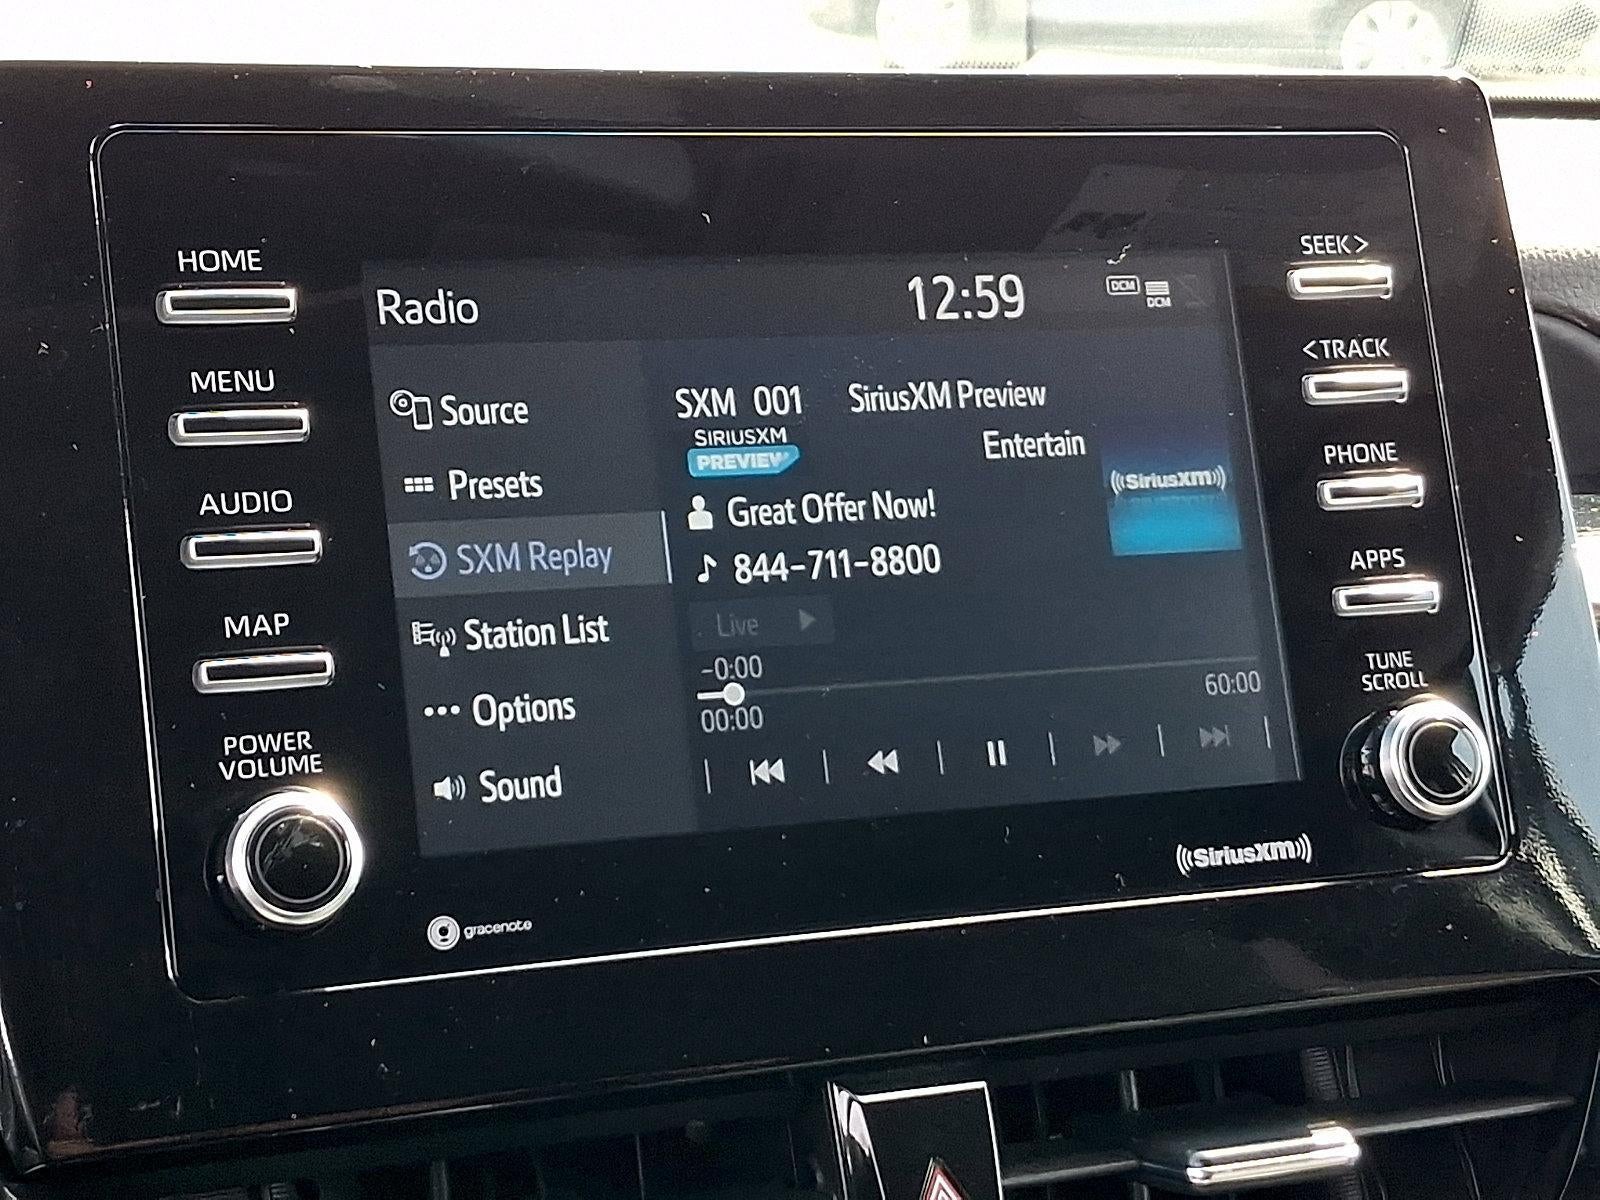 HOME
MENU
AUDIO
MAP
POWER
VOLUME
Radio
12:59
DCM
DCM
Source
Presets
SXM Replay
Station List
Options
Sound
SXM 001 SiriusXM Preview
SIRIUSXM
PREVIEW
Entertain
Great Offer Now!
844-711-8800
Live
-0:00
00:00
60:00
((SiriusXM))
SEEK >
< TRACK
PHONE
APPS
TUNE
SCROLL
gracenote
((SiriusXM))